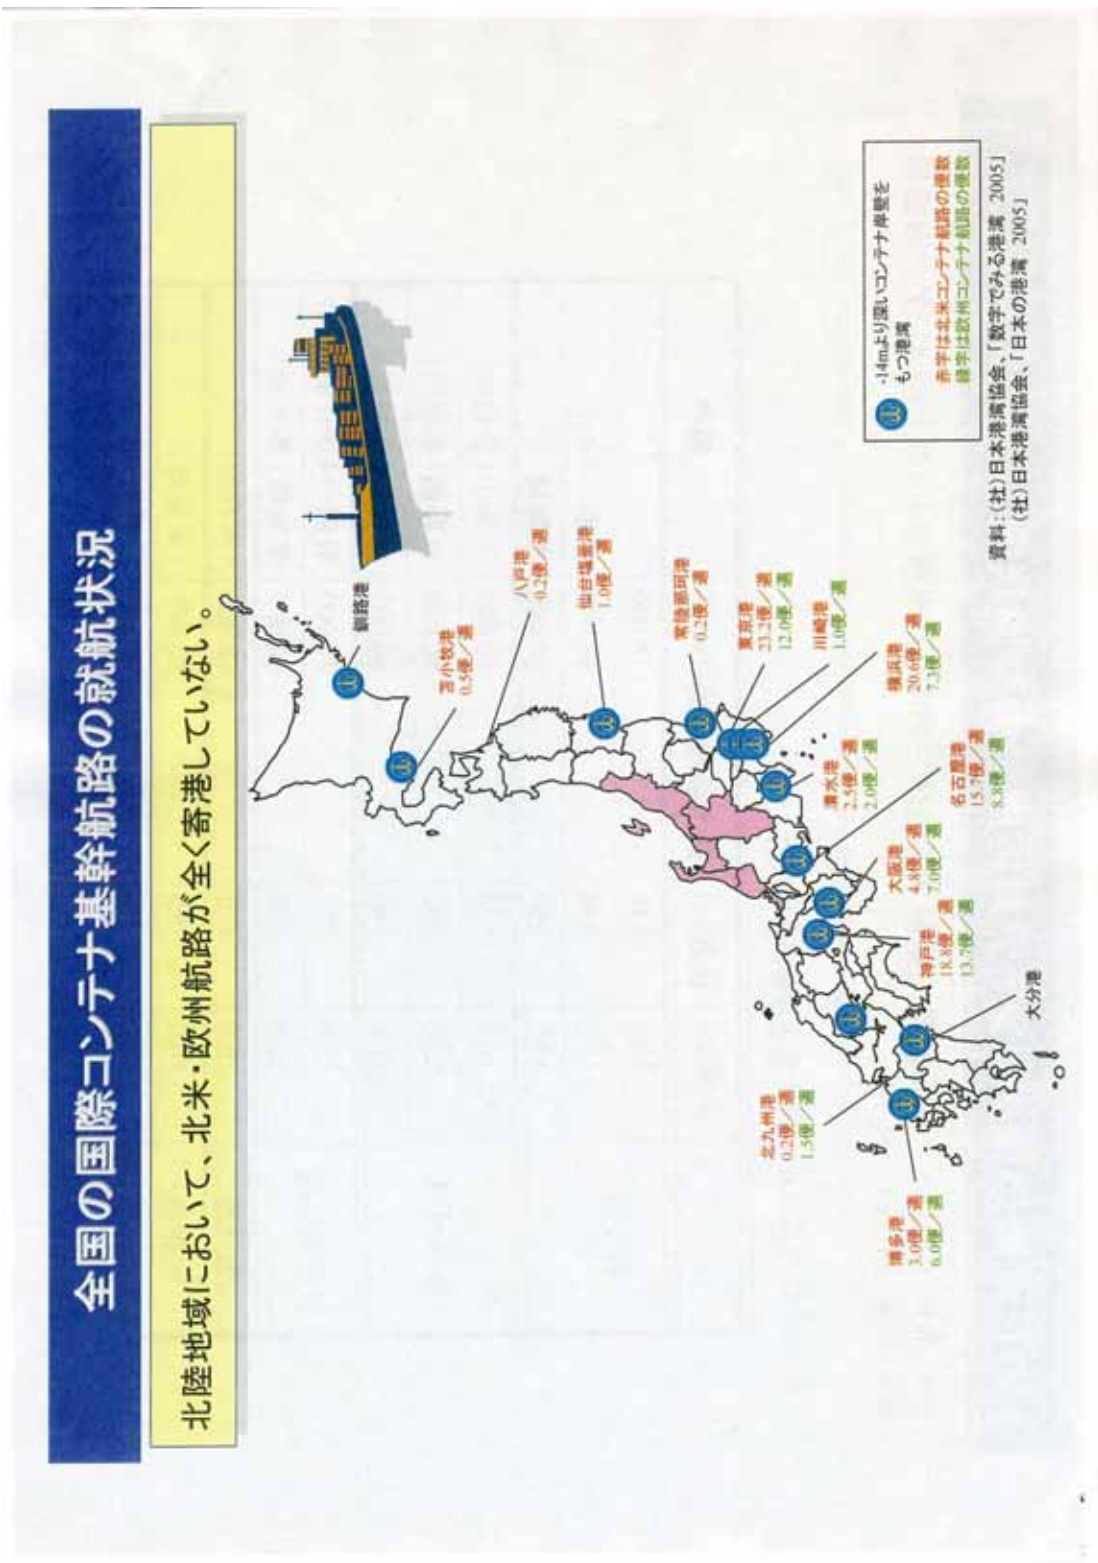 全国の国際コンテナ基幹航路の就航状況
北陸地域において、北米・欧州航路が全く寄港していない。
釧路港
苫小牧港
0.5便/週
八戸港
0.2便/週
仙台塩釜港
1.0便/週
常陸那珂港
0.2便/週
東京港
23.2便/週
12.0便/週
川崎港
1.0便/週
横浜港
20.6便/週
7.3便/週
清水港
2.5便/週
2.0便/週
名古屋港
15.7便/週
8.8便/週
大阪港
4.8便/週
7.0便/週
神戸港
18.8便/週
13.7便/週
大分港
北九州港
0.2便/週
1.5便/週
博多港
3.0便/週
6.0便/週
-14mより深いコンテナ岸壁を
もつ港湾
赤字は北米コンテナ航路の便数
緑字は欧州コンテナ航路の便数
資料:(社)日本港湾協会、「数字でみる港湾 2005」
(社)日本港湾協会、「日本の港湾 2005」